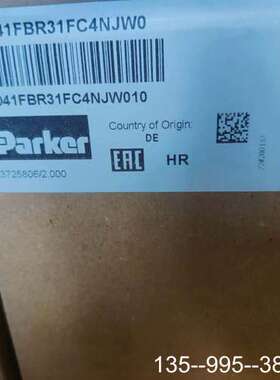 41FBR31FC4NJW0
041FBR31FC4NJW010
Country of Origin:
DE
Parker
EAC HR
3725806/2.000
135--995--38